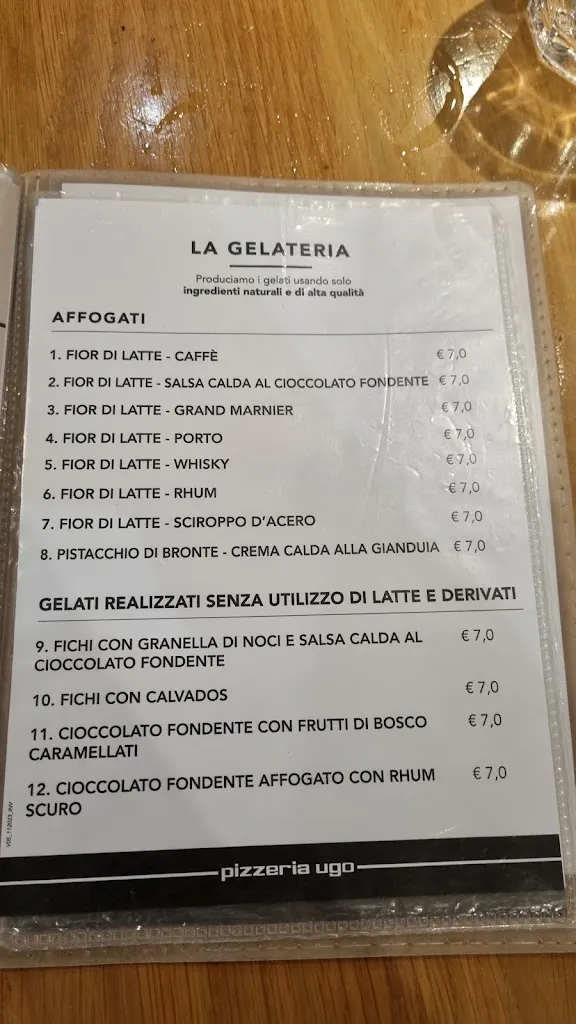 LA GELATERIA
Produciamo i gelati usando solo
ingredienti naturali e di alta qualità
AFFOGATI
1. FIOR DI LATTE - CAFFÈ € 7,0
2. FIOR DI LATTE - SALSA CALDA AL CIOCCOLATO FONDENTE € 7,0
3. FIOR DI LATTE - GRAND MARNIER € 7,0
4. FIOR DI LATTE - PORTO € 7,0
5. FIOR DI LATTE - WHISKY € 7,0
6. FIOR DI LATTE - RHUM € 7,0
7. FIOR DI LATTE - SCIROPPO D'ACERO € 7,0
8. PISTACCHIO DI BRONTE - CREMA CALDA ALLA GIANDUIA € 7,0
GELATI REALIZZATI SENZA UTILIZZO DI LATTE E DERIVATI
9. FICHI CON GRANELLA DI NOCI E SALSA CALDA AL € 7,0
CIOCCOLATO FONDENTE
10. FICHI CON CALVADOS € 7,0
11. CIOCCOLATO FONDENTE CON FRUTTI DI BOSCO € 7,0
CARAMELLATI
12. CIOCCOLATO FONDENTE AFFOGATO CON RHUM € 7,0
SCURO
pizzeria ugo